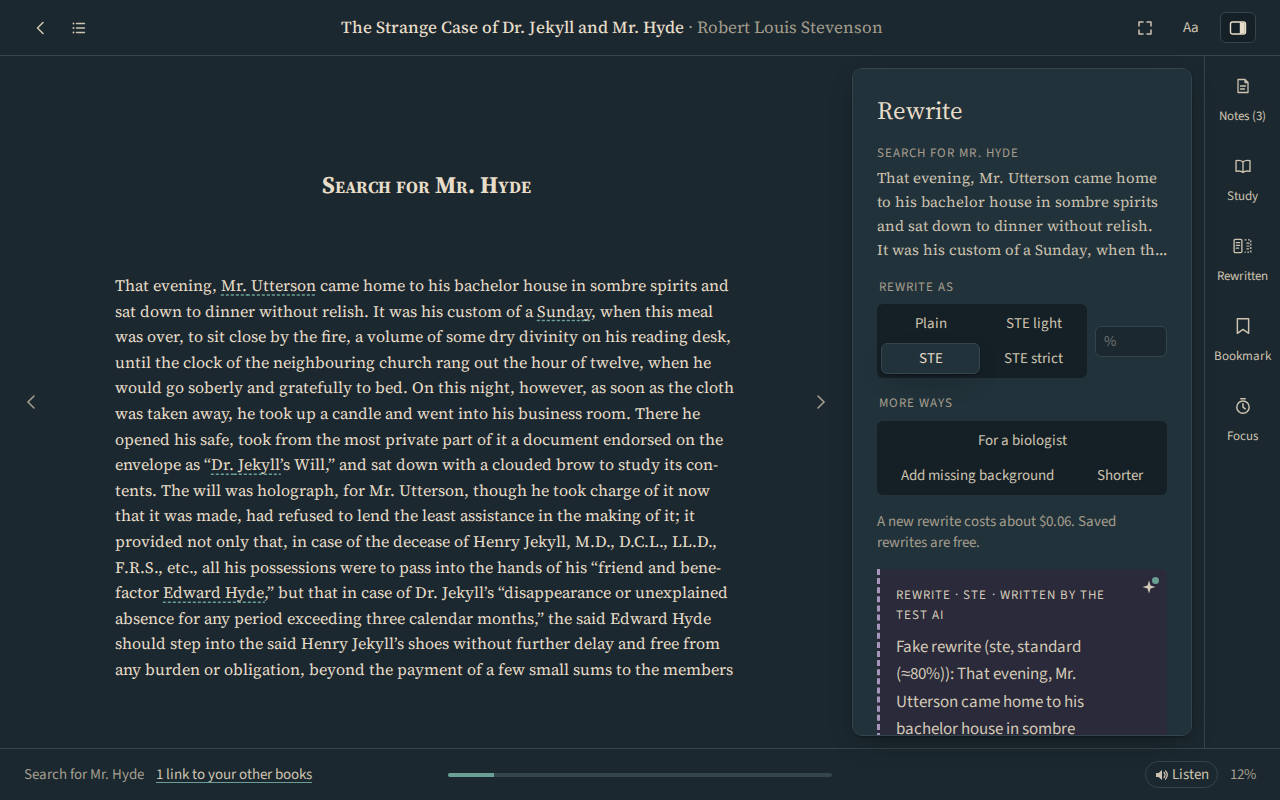 The Strange Case of Dr. Jekyll and Mr. Hyde · Robert Louis Stevenson
Aa
Search for Mr. Hyde
That evening, Mr. Utterson came home to his bachelor house in sombre spirits and
sat down to dinner without relish. It was his custom of a Sunday, when this meal
was over, to sit close by the fire, a volume of some dry divinity on his reading desk,
until the clock of the neighbouring church rang out the hour of twelve, when he
would go soberly and gratefully to bed. On this night, however, as soon as the cloth
was taken away, he took up a candle and went into his business room. There he
opened his safe, took from the most private part of it a document endorsed on the
envelope as “Dr. Jekyll’s Will,” and sat down with a clouded brow to study its con-
tents. The will was holograph, for Mr. Utterson, though he took charge of it now
that it was made, had refused to lend the least assistance in the making of it; it
provided not only that, in case of the decease of Henry Jekyll, M.D., D.C.L., LL.D.,
F.R.S., etc., all his possessions were to pass into the hands of his “friend and bene-
factor Edward Hyde,” but that in case of Dr. Jekyll’s “disappearance or unexplained
absence for any period exceeding three calendar months,” the said Edward Hyde
should step into the said Henry Jekyll’s shoes without further delay and free from
any burden or obligation, beyond the payment of a few small sums to the members
Rewrite
SEARCH FOR MR. HYDE
That evening, Mr. Utterson came home
to his bachelor house in sombre spirits
and sat down to dinner without relish.
It was his custom of a Sunday, when th...
REWRITE AS
Plain
STE light
STE
STE strict
%
MORE WAYS
For a biologist
Add missing background
Shorter
A new rewrite costs about $0.06. Saved
rewrites are free.
REWRITE · STE · WRITTEN BY THE
TEST AI
Fake rewrite (ste, standard
(≈80%)): That evening, Mr.
Utterson came home to his
bachelor house in sombre
Notes (3)
Study
Rewritten
Bookmark
Focus
Search for Mr. Hyde
1 link to your other books
Listen
12%